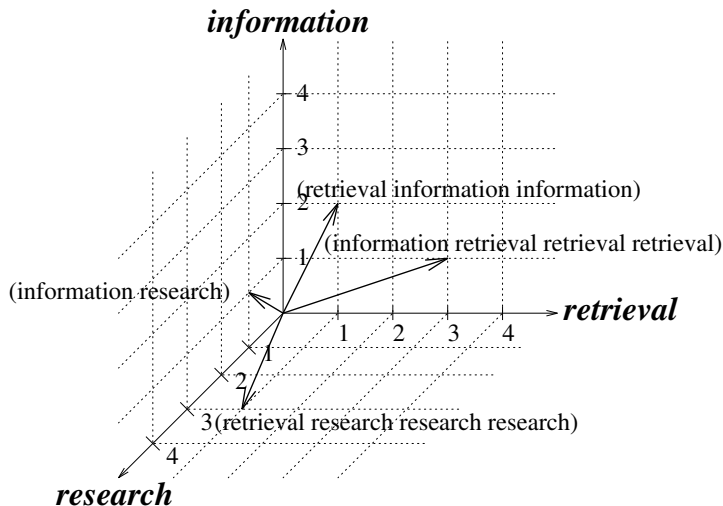 information
4
3
2
(retrieval information information)
1
(information retrieval retrieval retrieval)
(information research)
retrieval
1 2 3 4
1
2
3
(retrieval research research research)
4
research